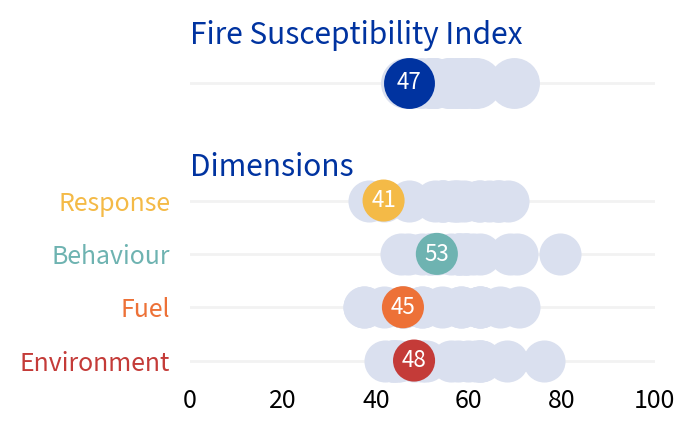 Fire Susceptibility Index
47
Dimensions
Response 41
Behaviour 53
Fuel 45
Environment 48
0 20 40 60 80 100